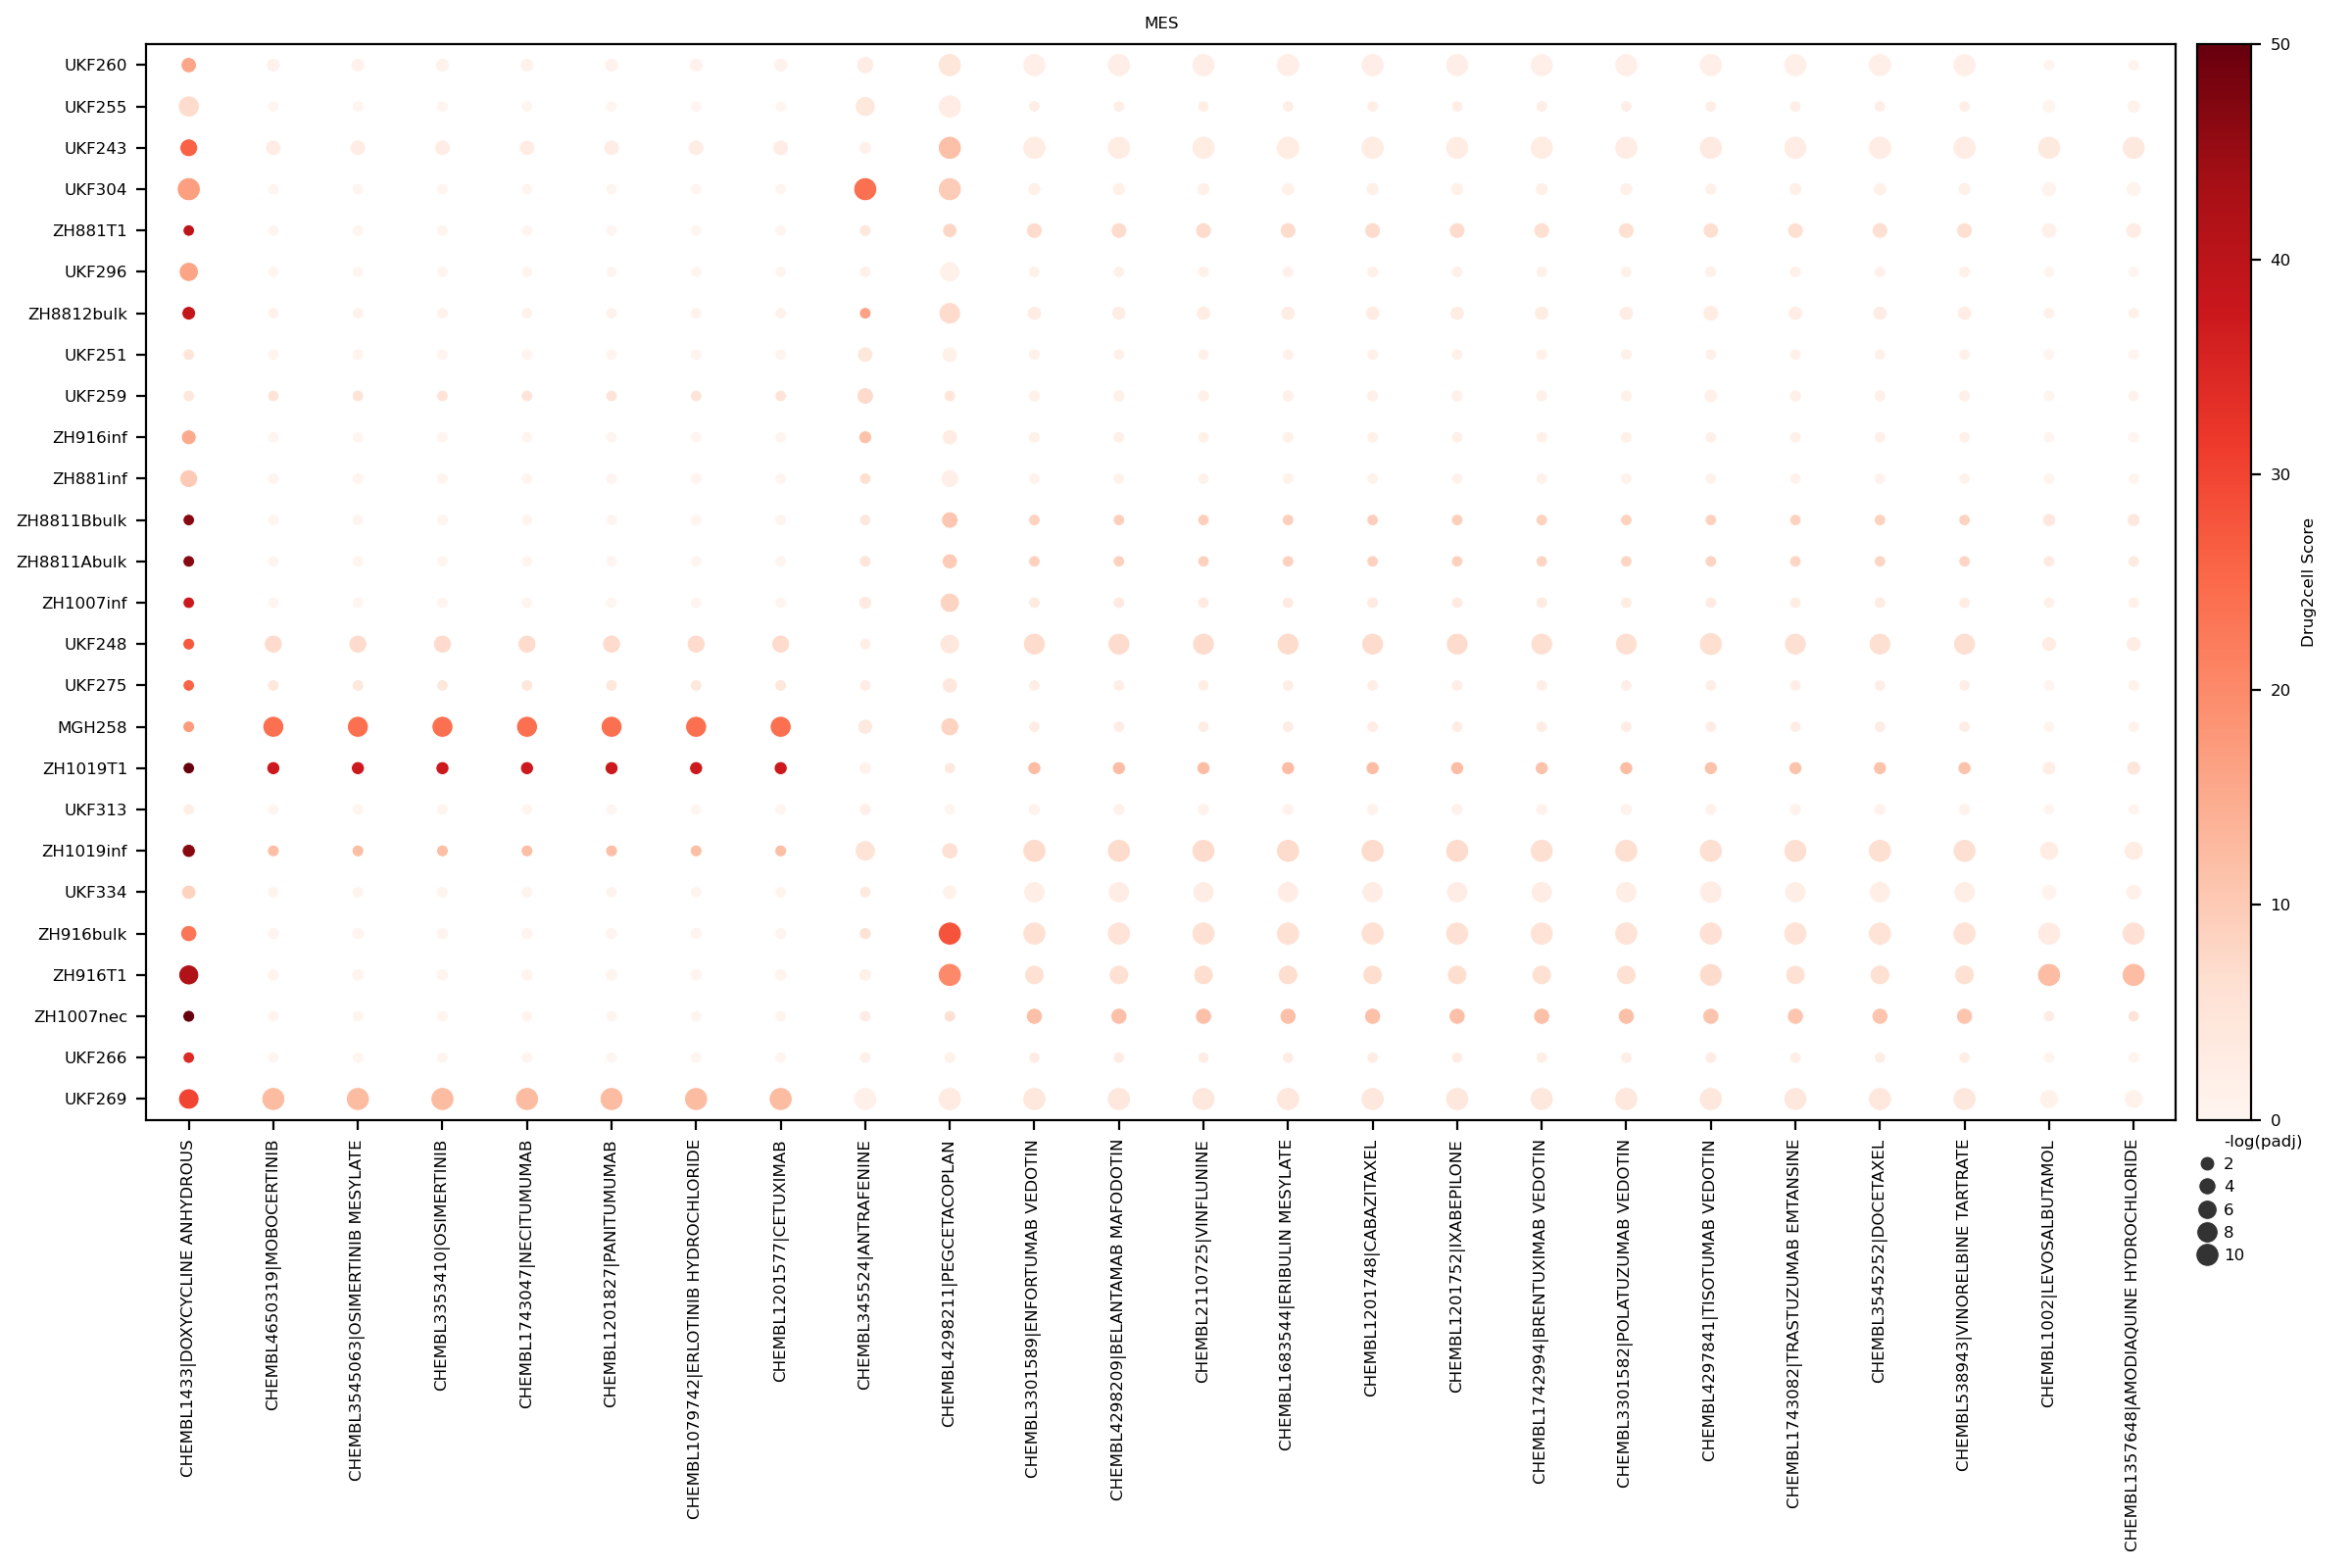 MES
UKF260
UKF255
UKF243
UKF304
ZH881T1
UKF296
ZH8812bulk
UKF251
UKF259
ZH916inf
ZH881inf
ZH8811Bbulk
ZH8811Abulk
ZH1007inf
UKF248
UKF275
MGH258
ZH1019T1
UKF313
ZH1019inf
UKF334
ZH916bulk
ZH916T1
ZH1007nec
UKF266
UKF269
CHEMBL1433|DOXYCYCLINE ANHYDROUS
CHEMBL4650319|MOBOCERTINIB
CHEMBL3545063|OSIMERTINIB MESYLATE
CHEMBL3353410|OSIMERTINIB
CHEMBL1743047|NECITUMUMAB
CHEMBL1201827|PANITUMUMAB
CHEMBL1079742|ERLOTINIB HYDROCHLORIDE
CHEMBL1201577|CETUXIMAB
CHEMBL345524|ANTRAFENINE
CHEMBL4298211|PEGCETACOPLAN
CHEMBL3301589|ENFORTUMAB VEDOTIN
CHEMBL4298209|BELANTAMAB MAFODOTIN
CHEMBL2110725|VINFLUNINE
CHEMBL1683544|ERIBULIN MESYLATE
CHEMBL1201748|CABAZITAXEL
CHEMBL1201752|IXABEPILONE
CHEMBL1742994|BRENTUXIMAB VEDOTIN
CHEMBL3301582|POLATUZUMAB VEDOTIN
CHEMBL4297841|TISOTUMAB VEDOTIN
CHEMBL1743082|TRASTUZUMAB EMTANSINE
CHEMBL3545252|DOCETAXEL
CHEMBL538943|VINORELBINE TARTRATE
CHEMBL1002|LEVOSALBUTAMOL
CHEMBL1357648|AMODIAQUINE HYDROCHLORIDE
50
40
30
20
10
0
Drug2cell Score
-log(padj)
2
4
6
8
10